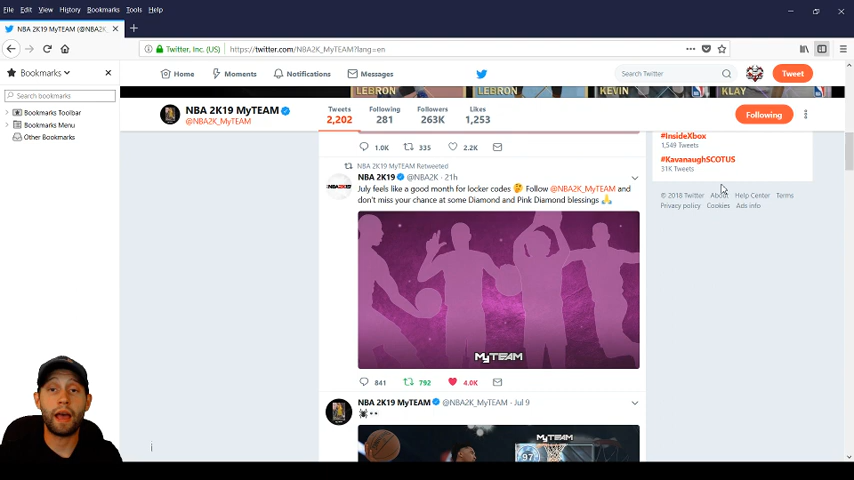 File Edit View History Bookmarks Tools Help
NBA 2K19 MyTEAM (@NBA2K_
Twitter, Inc. (US) https://twitter.com/NBA2K_MyTEAM?lang=en
Bookmarks
Search bookmarks
Bookmarks Toolbar
Bookmarks Menu
Other Bookmarks
Home Moments Notifications Messages Search Twitter Tweet
LEBRON LEBRON KEVIN KLAY
NBA 2K19 MyTEAM
@NBA2K_MyTEAM
Tweets Following Followers Likes
2,202 281 263K 1,253
Following
1.0K 335 2.2K
#InsideXbox
1,549 Tweets
#KavanaughSCOTUS
31K Tweets
© 2018 Twitter About Help Center Terms
Privacy policy Cookies Ads info
NBA 2K19 MyTEAM Retweeted
NBA 2K19 @NBA2K · 21h
July feels like a good month for locker codes 🤔 Follow @NBA2K_MyTEAM and
don't miss your chance at some Diamond and Pink Diamond blessings 🙏
MyTEAM
841 792 4.0K
NBA 2K19 MyTEAM @NBA2K_MyTEAM · Jul 9
🕷👀
MyTEAM
97